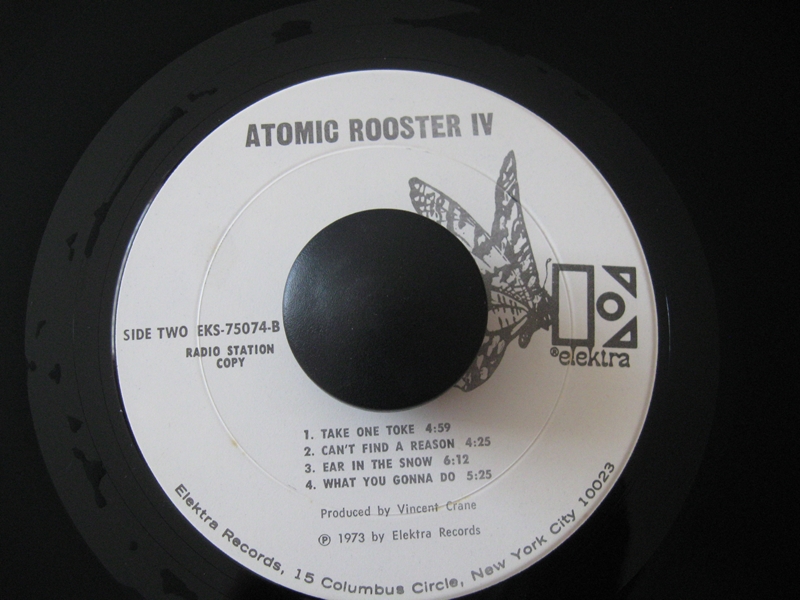 ATOMIC ROOSTER IV
SIDE TWO EKS-75074-B
RADIO STATION
COPY
®elektra
1. TAKE ONE TOKE 4:59
2. CAN'T FIND A REASON 4:25
3. EAR IN THE SNOW 6:12
4. WHAT YOU GONNA DO 5:25
Produced by Vincent Crane
℗ 1973 by Elektra Records
Elektra Records, 15 Columbus Circle, New York City 10023